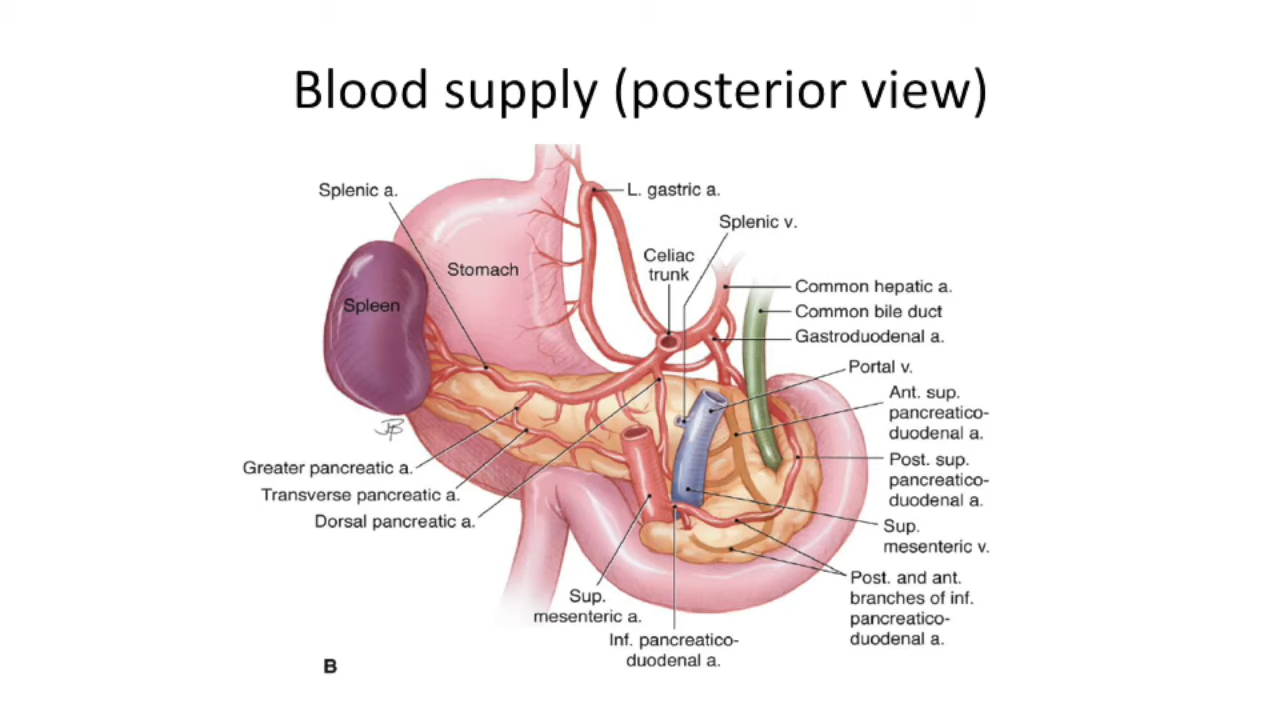 Blood supply (posterior view)
Splenic a.
L. gastric a.
Splenic v.
Celiac
trunk
Stomach
Spleen
Common hepatic a.
Common bile duct
Gastroduodenal a.
Portal v.
Ant. sup.
pancreatico-
duodenal a.
Post. sup.
pancreatico-
duodenal a.
Sup.
mesenteric v.
Post. and ant.
branches of inf.
pancreatico-
duodenal a.
Greater pancreatic a.
Transverse pancreatic a.
Dorsal pancreatic a.
Sup.
mesenteric a.
Inf. pancreatico-
duodenal a.
B